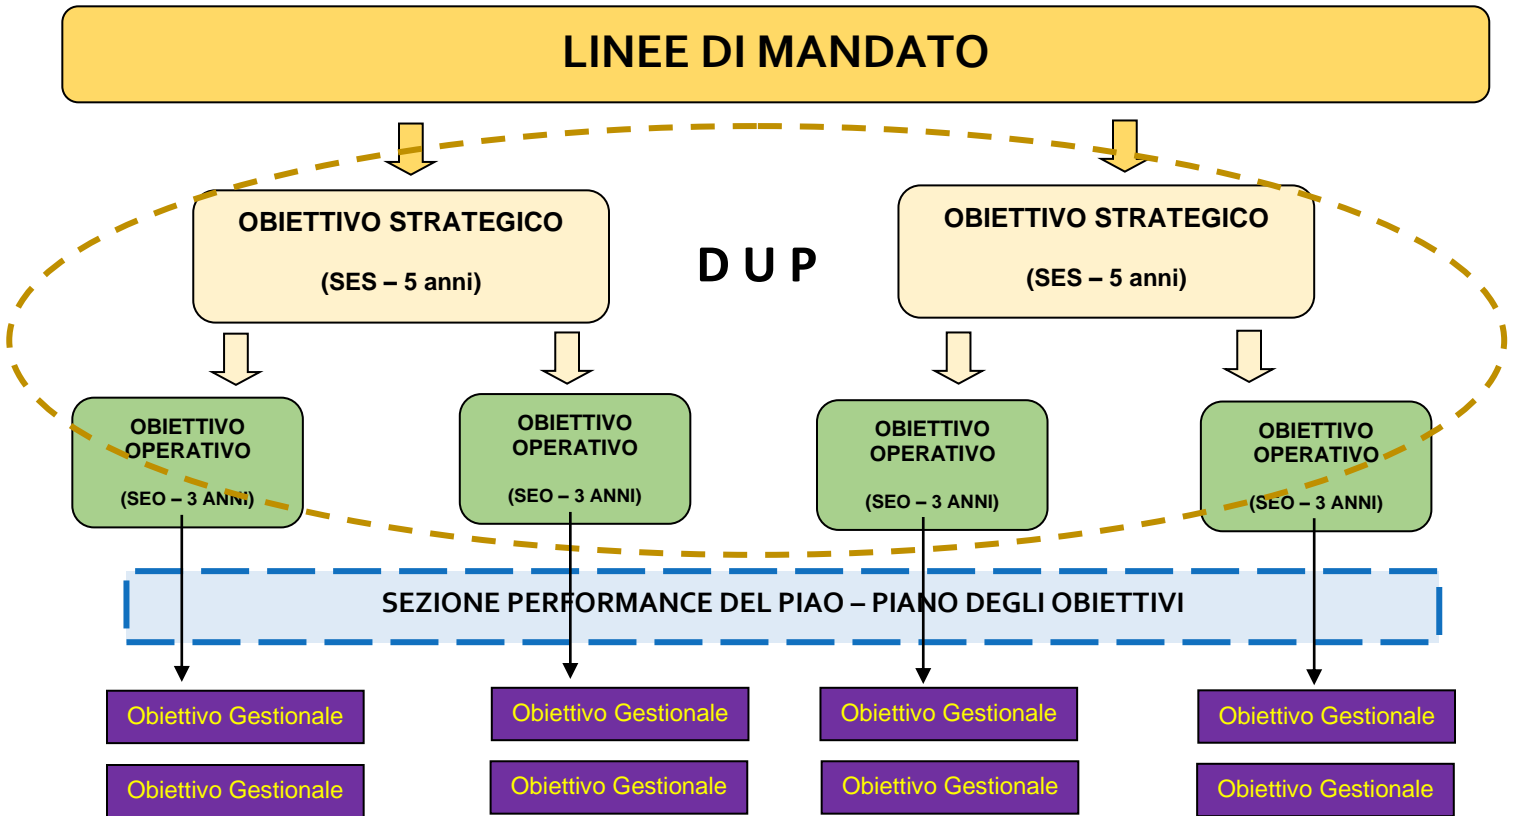 LINEE DI MANDATO
OBIETTIVO STRATEGICO
(SES – 5 anni)
D U P
OBIETTIVO STRATEGICO
(SES – 5 anni)
OBIETTIVO
OPERATIVO
(SEO – 3 ANNI)
OBIETTIVO
OPERATIVO
(SEO – 3 ANNI)
OBIETTIVO
OPERATIVO
(SEO – 3 ANNI)
OBIETTIVO
OPERATIVO
(SEO – 3 ANNI)
SEZIONE PERFORMANCE DEL PIAO – PIANO DEGLI OBIETTIVI
Obiettivo Gestionale
Obiettivo Gestionale
Obiettivo Gestionale
Obiettivo Gestionale
Obiettivo Gestionale
Obiettivo Gestionale
Obiettivo Gestionale
Obiettivo Gestionale